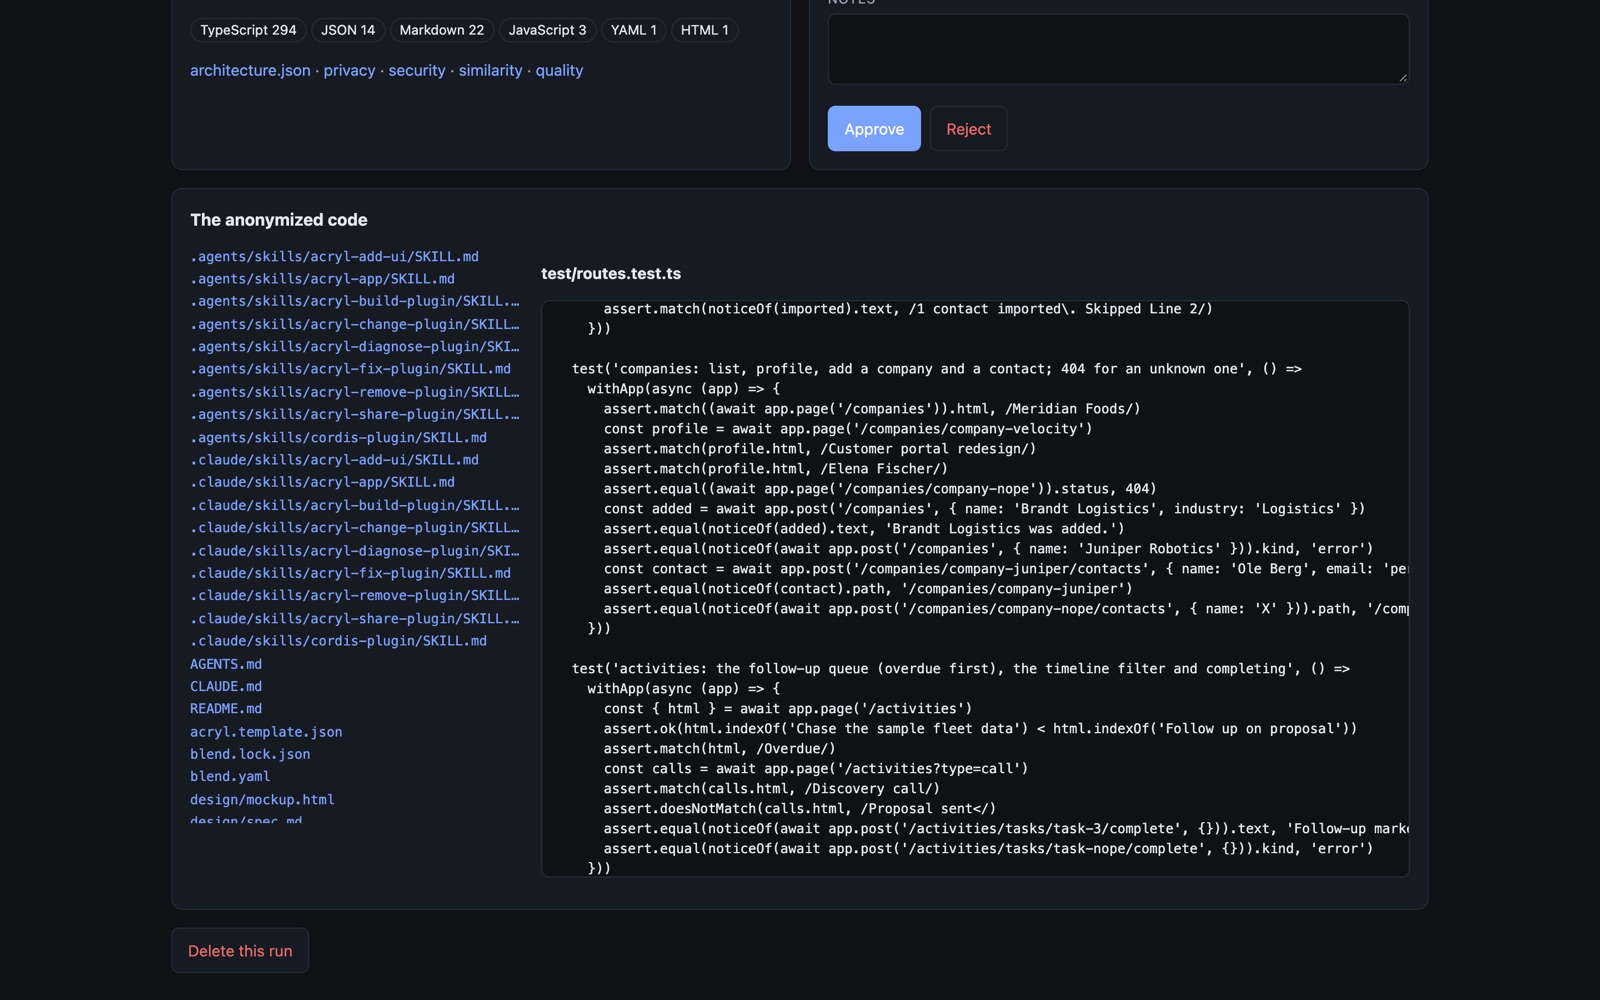 NOTES
TypeScript 294 JSON 14 Markdown 22 JavaScript 3 YAML 1 HTML 1
architecture.json · privacy · security · similarity · quality
Approve Reject
The anonymized code
.agents/skills/acryl-add-ui/SKILL.md
.agents/skills/acryl-app/SKILL.md
.agents/skills/acryl-build-plugin/SKILL.…
.agents/skills/acryl-change-plugin/SKILL…
.agents/skills/acryl-diagnose-plugin/SKI…
.agents/skills/acryl-fix-plugin/SKILL.md
.agents/skills/acryl-remove-plugin/SKILL…
.agents/skills/acryl-share-plugin/SKILL.…
.agents/skills/cordis-plugin/SKILL.md
.claude/skills/acryl-add-ui/SKILL.md
.claude/skills/acryl-app/SKILL.md
.claude/skills/acryl-build-plugin/SKILL.…
.claude/skills/acryl-change-plugin/SKILL…
.claude/skills/acryl-diagnose-plugin/SKI…
.claude/skills/acryl-fix-plugin/SKILL.md
.claude/skills/acryl-remove-plugin/SKILL…
.claude/skills/acryl-share-plugin/SKILL.…
.claude/skills/cordis-plugin/SKILL.md
AGENTS.md
CLAUDE.md
README.md
acryl.template.json
blend.lock.json
blend.yaml
design/mockup.html
design/spec.md
test/routes.test.ts
    assert.match(noticeOf(imported).text, /1 contact imported\. Skipped Line 2/)
  }))

test('companies: list, profile, add a company and a contact; 404 for an unknown one', () =>
  withApp(async (app) => {
    assert.match((await app.page('/companies')).html, /Meridian Foods/)
    const profile = await app.page('/companies/company-velocity')
    assert.match(profile.html, /Customer portal redesign/)
    assert.match(profile.html, /Elena Fischer/)
    assert.equal((await app.page('/companies/company-nope')).status, 404)
    const added = await app.post('/companies', { name: 'Brandt Logistics', industry: 'Logistics' })
    assert.equal(noticeOf(added).text, 'Brandt Logistics was added.')
    assert.equal(noticeOf(await app.post('/companies', { name: 'Juniper Robotics' })).kind, 'error')
    const contact = await app.post('/companies/company-juniper/contacts', { name: 'Ole Berg', email: 'per
    assert.equal(noticeOf(contact).path, '/companies/company-juniper')
    assert.equal(noticeOf(await app.post('/companies/company-nope/contacts', { name: 'X' })).path, '/comp
  }))

test('activities: the follow-up queue (overdue first), the timeline filter and completing', () =>
  withApp(async (app) => {
    const { html } = await app.page('/activities')
    assert.ok(html.indexOf('Chase the sample fleet data') < html.indexOf('Follow up on proposal'))
    assert.match(html, /Overdue/)
    const calls = await app.page('/activities?type=call')
    assert.match(calls.html, /Discovery call/)
    assert.doesNotMatch(calls.html, /Proposal sent</)
    assert.equal(noticeOf(await app.post('/activities/tasks/task-3/complete', {})).text, 'Follow-up mark
    assert.equal(noticeOf(await app.post('/activities/tasks/task-nope/complete', {})).kind, 'error')
  }))
Delete this run